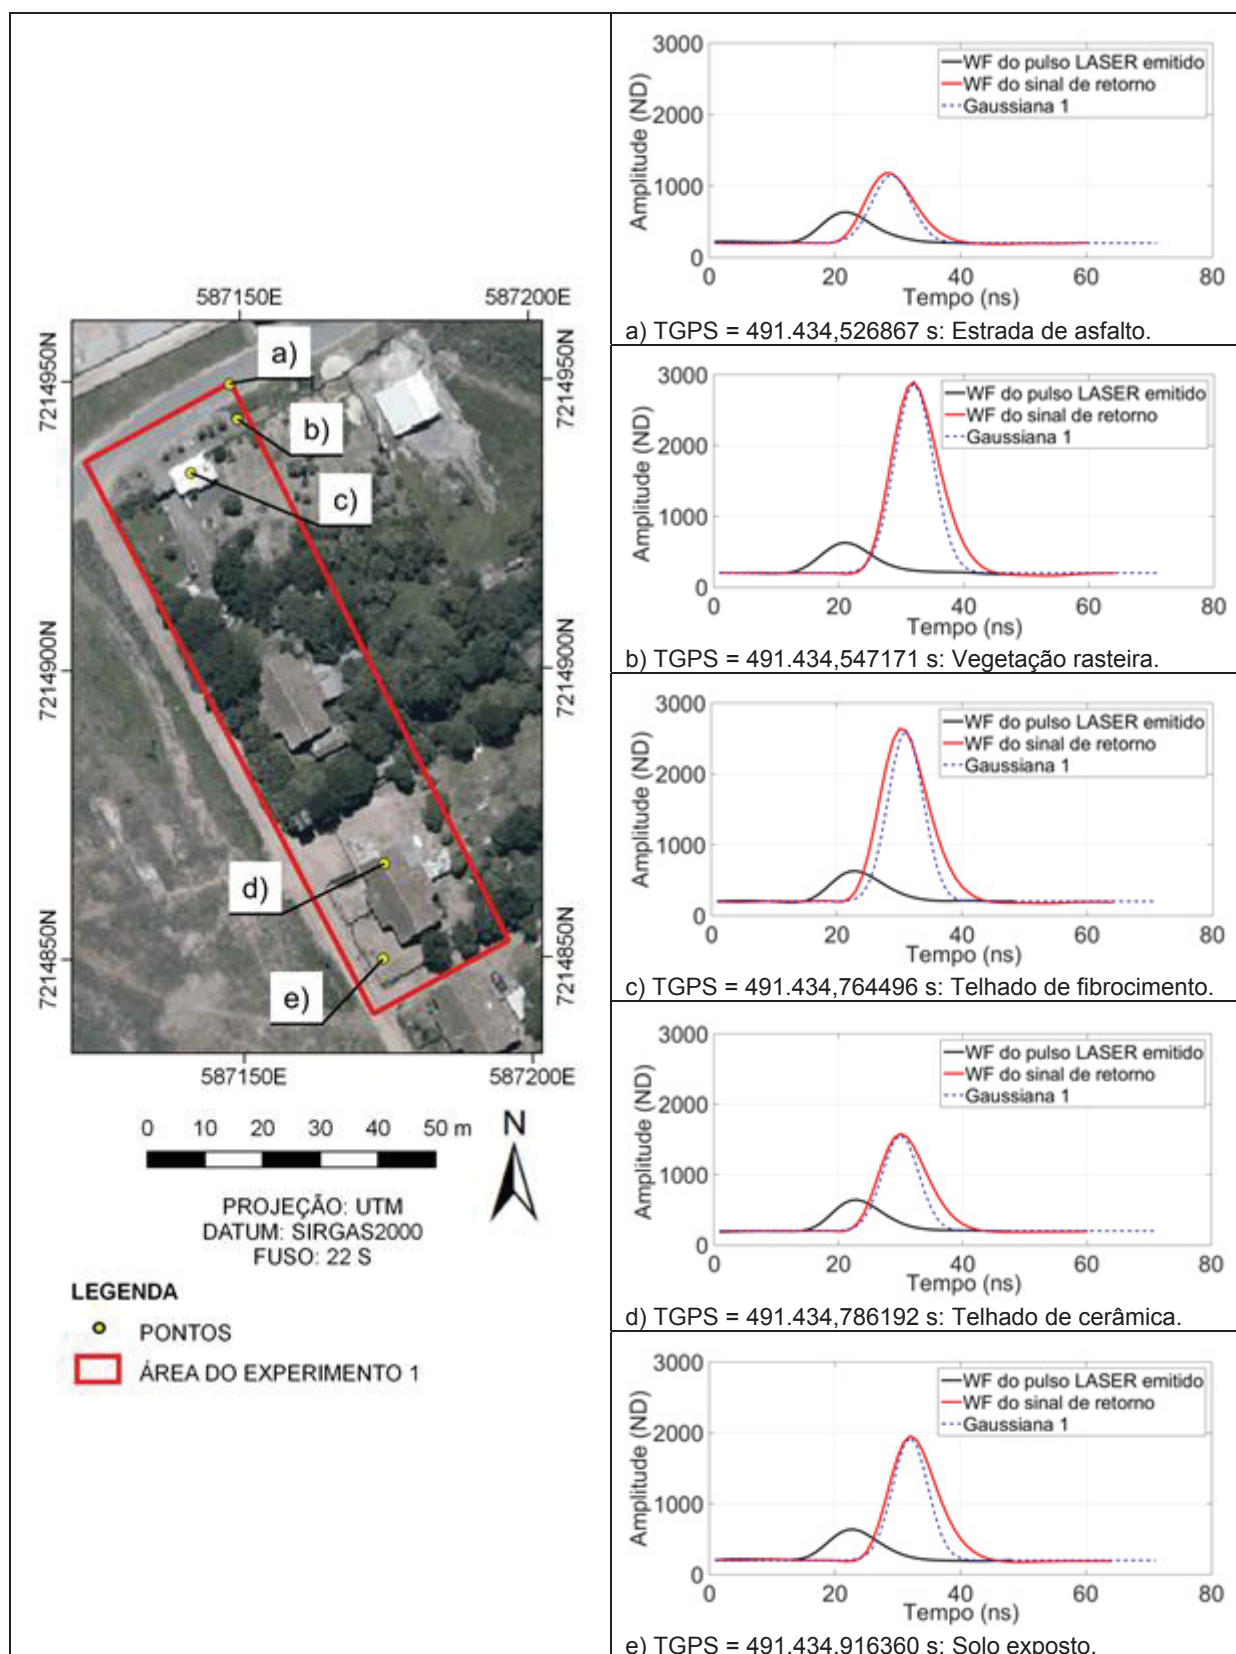 587150E 587200E
7214950N 7214950N
7214900N 7214900N
7214850N 7214850N
a)
b)
c)
d)
e)
587150E 587200E
0 10 20 30 40 50 m
N
PROJEÇÃO: UTM
DATUM: SIRGAS2000
FUSO: 22 S
LEGENDA
PONTOS
ÁREA DO EXPERIMENTO 1
3000
2000
1000
0
Amplitude (ND)
WF do pulso LASER emitido
WF do sinal de retorno
Gaussiana 1
0 20 40 60 80
Tempo (ns)
a) TGPS = 491.434,526867 s: Estrada de asfalto.
3000
2000
1000
0
Amplitude (ND)
WF do pulso LASER emitido
WF do sinal de retorno
Gaussiana 1
0 20 40 60 80
Tempo (ns)
b) TGPS = 491.434,547171 s: Vegetação rasteira.
3000
2000
1000
0
Amplitude (ND)
WF do pulso LASER emitido
WF do sinal de retorno
Gaussiana 1
0 20 40 60 80
Tempo (ns)
c) TGPS = 491.434,764496 s: Telhado de fibrocimento.
3000
2000
1000
0
Amplitude (ND)
WF do pulso LASER emitido
WF do sinal de retorno
Gaussiana 1
0 20 40 60 80
Tempo (ns)
d) TGPS = 491.434,786192 s: Telhado de cerâmica.
3000
2000
1000
0
Amplitude (ND)
WF do pulso LASER emitido
WF do sinal de retorno
Gaussiana 1
0 20 40 60 80
Tempo (ns)
e) TGPS = 491.434.916360 s: Solo exposto.